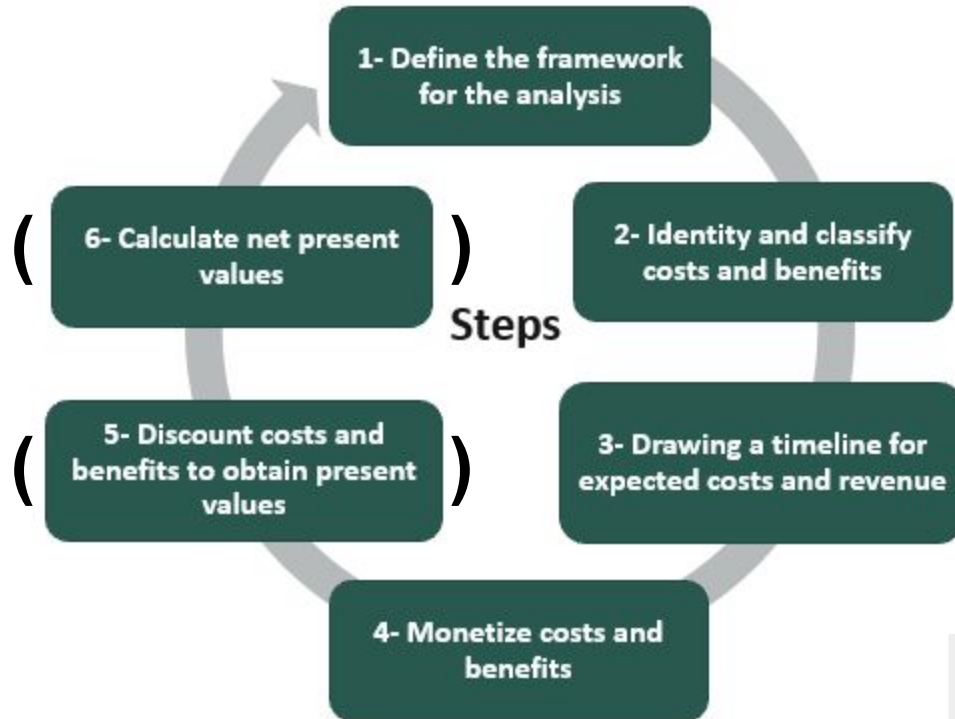 1- Define the framework
for the analysis
2- Identity and classify
costs and benefits
3- Drawing a timeline for
expected costs and revenue
4- Monetize costs and
benefits
( 5- Discount costs and
benefits to obtain present
values )
( 6- Calculate net present
values )
Steps